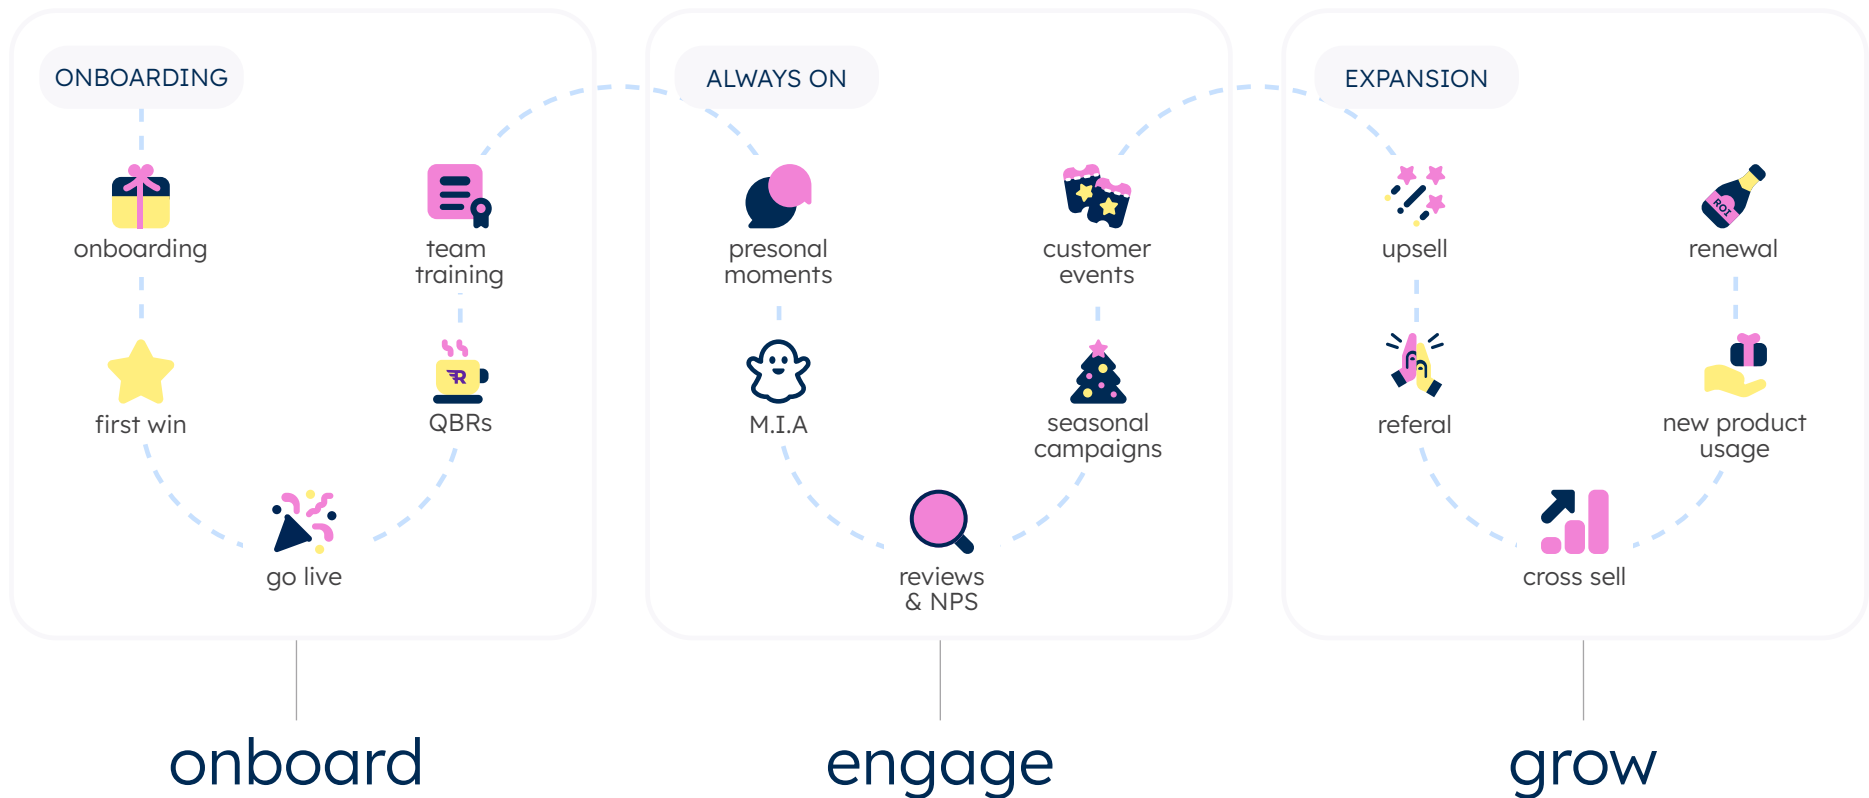 ONBOARDING
onboarding
first win
go live
QBRs
R
team
training
ALWAYS ON
presonal
moments
M.I.A
reviews
& NPS
seasonal
campaigns
customer
events
EXPANSION
upsell
referal
cross sell
new product
usage
renewal
ROI
onboard
engage
grow